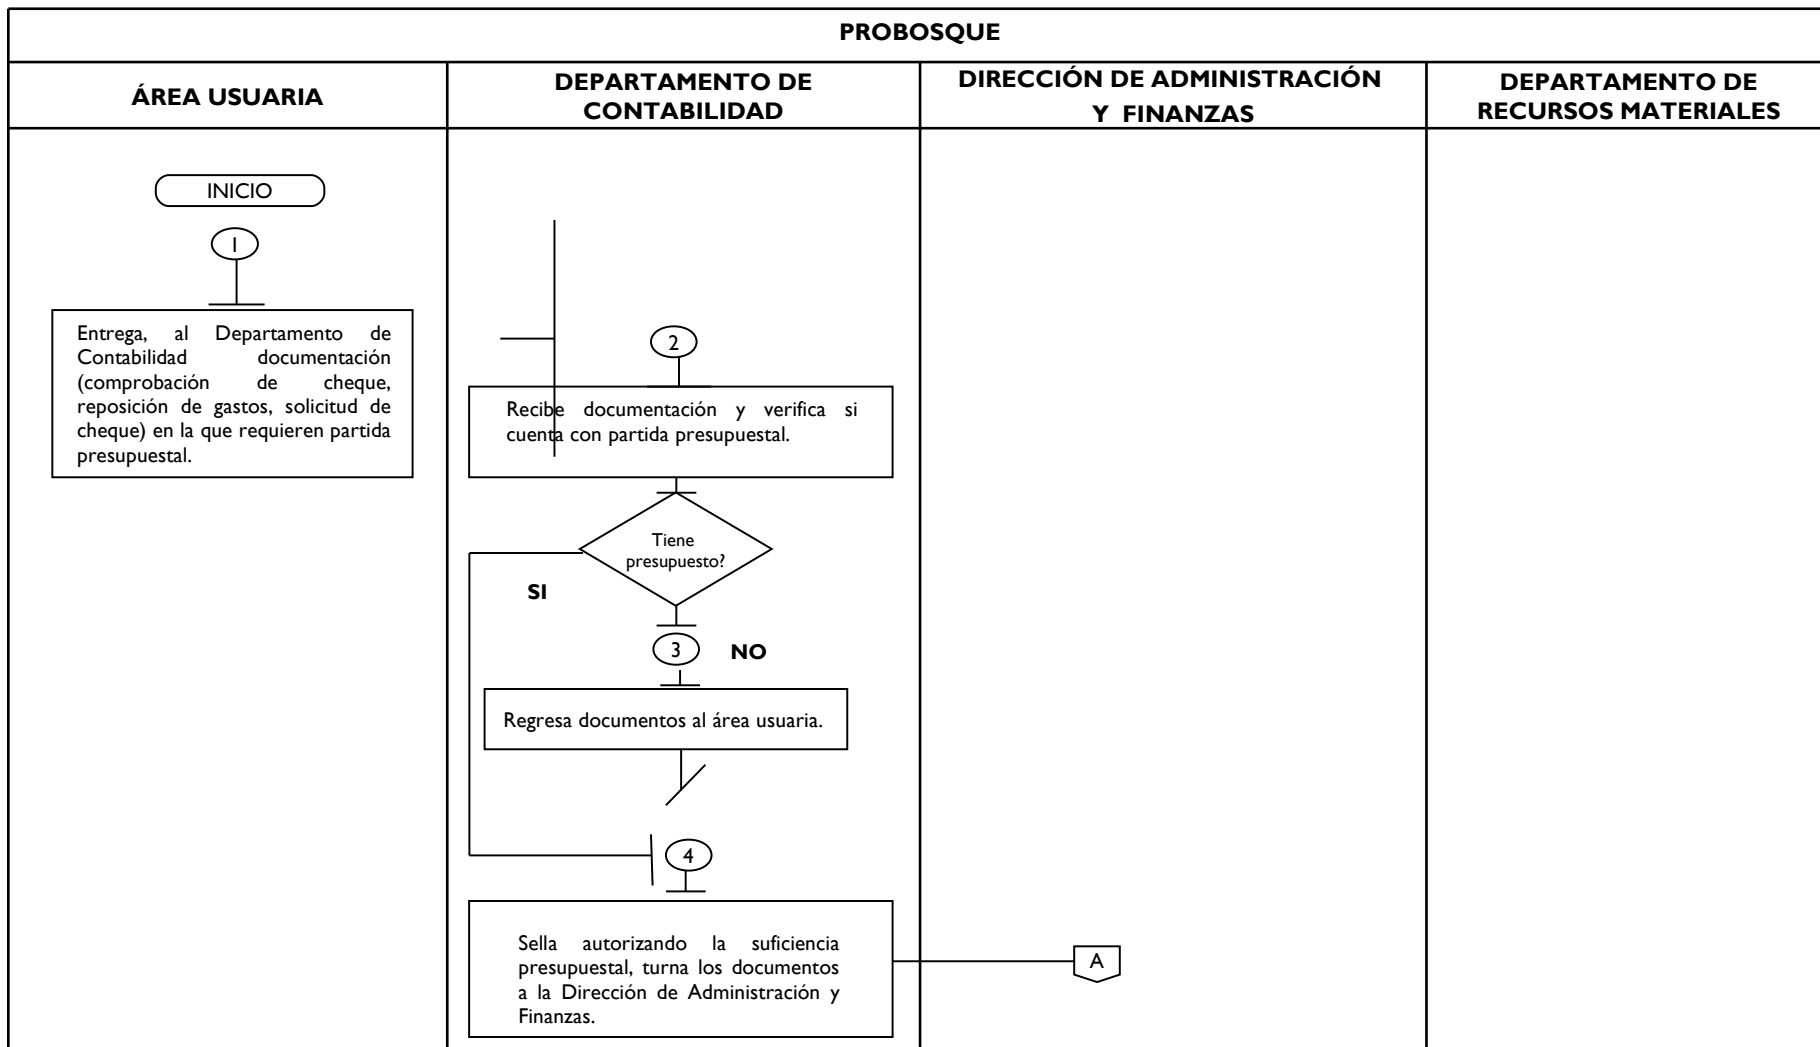 PROBOSQUE
ÁREA USUARIA
DEPARTAMENTO DE
CONTABILIDAD
DIRECCIÓN DE ADMINISTRACIÓN
Y FINANZAS
DEPARTAMENTO DE
RECURSOS MATERIALES
INICIO
1
Entrega, al Departamento de
Contabilidad documentación
(comprobación de cheque,
reposición de gastos, solicitud de
cheque) en la que requieren partida
presupuestal.
2
Recibe documentación y verifica si
cuenta con partida presupuestal.
Tiene
presupuesto?
SI
3
NO
Regresa documentos al área usuaria.
4
Sella autorizando la suficiencia
presupuestal, turna los documentos
a la Dirección de Administración y
Finanzas.
A